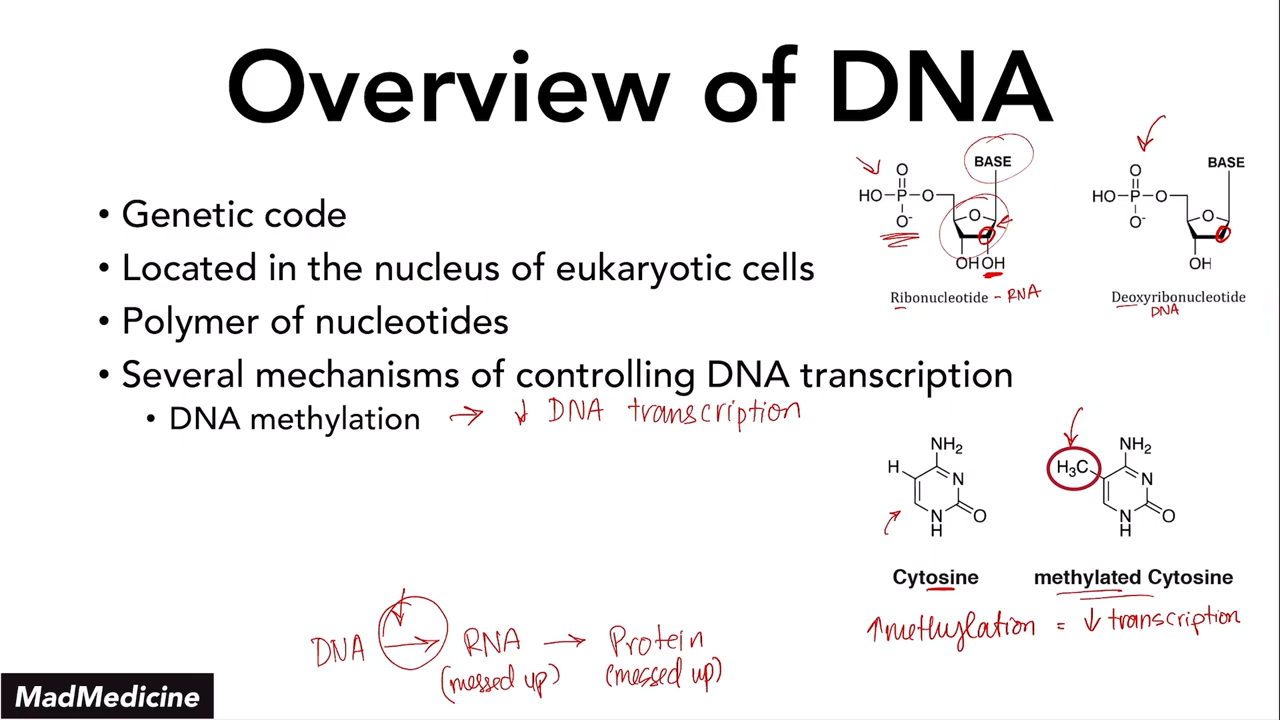 Overview of DNA
• Genetic code
• Located in the nucleus of eukaryotic cells
• Polymer of nucleotides
• Several mechanisms of controlling DNA transcription
• DNA methylation → ↓ DNA transcription
O
HO P O
O-
BASE
O
OH OH
Ribonucleotide - RNA
O
HO P O
O-
BASE
O
OH
Deoxyribonucleotide
DNA
NH₂
H
N
N
H
O
Cytosine
NH₂
H₃C
N
N
H
O
methylated Cytosine
↑methylation = ↓ transcription
DNA → RNA → Protein
(messed up) (messed up)
MadMedicine